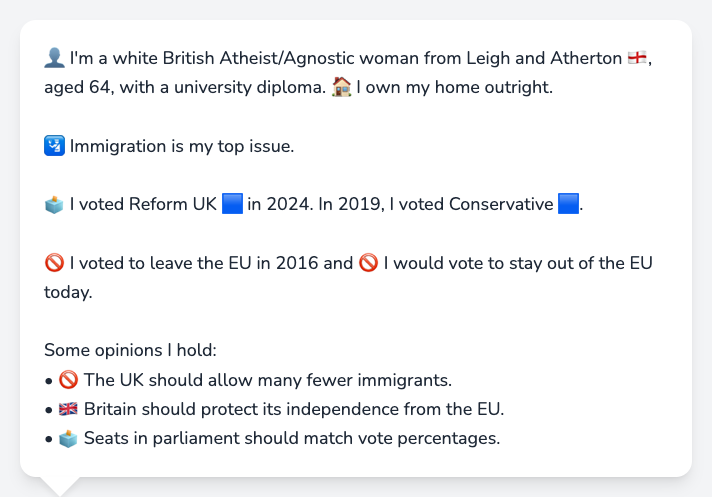 👤 I'm a white British Atheist/Agnostic woman from Leigh and Atherton 🏴󠁧󠁢󠁥󠁮󠁧󠁿,
aged 64, with a university diploma. 🏠 I own my home outright.
🛂 Immigration is my top issue.
🗳️ I voted Reform UK 🟦 in 2024. In 2019, I voted Conservative 🟦.
🚫 I voted to leave the EU in 2016 and 🚫 I would vote to stay out of the EU
today.
Some opinions I hold:
• 🚫 The UK should allow many fewer immigrants.
• 🇬🇧 Britain should protect its independence from the EU.
• 🗳️ Seats in parliament should match vote percentages.